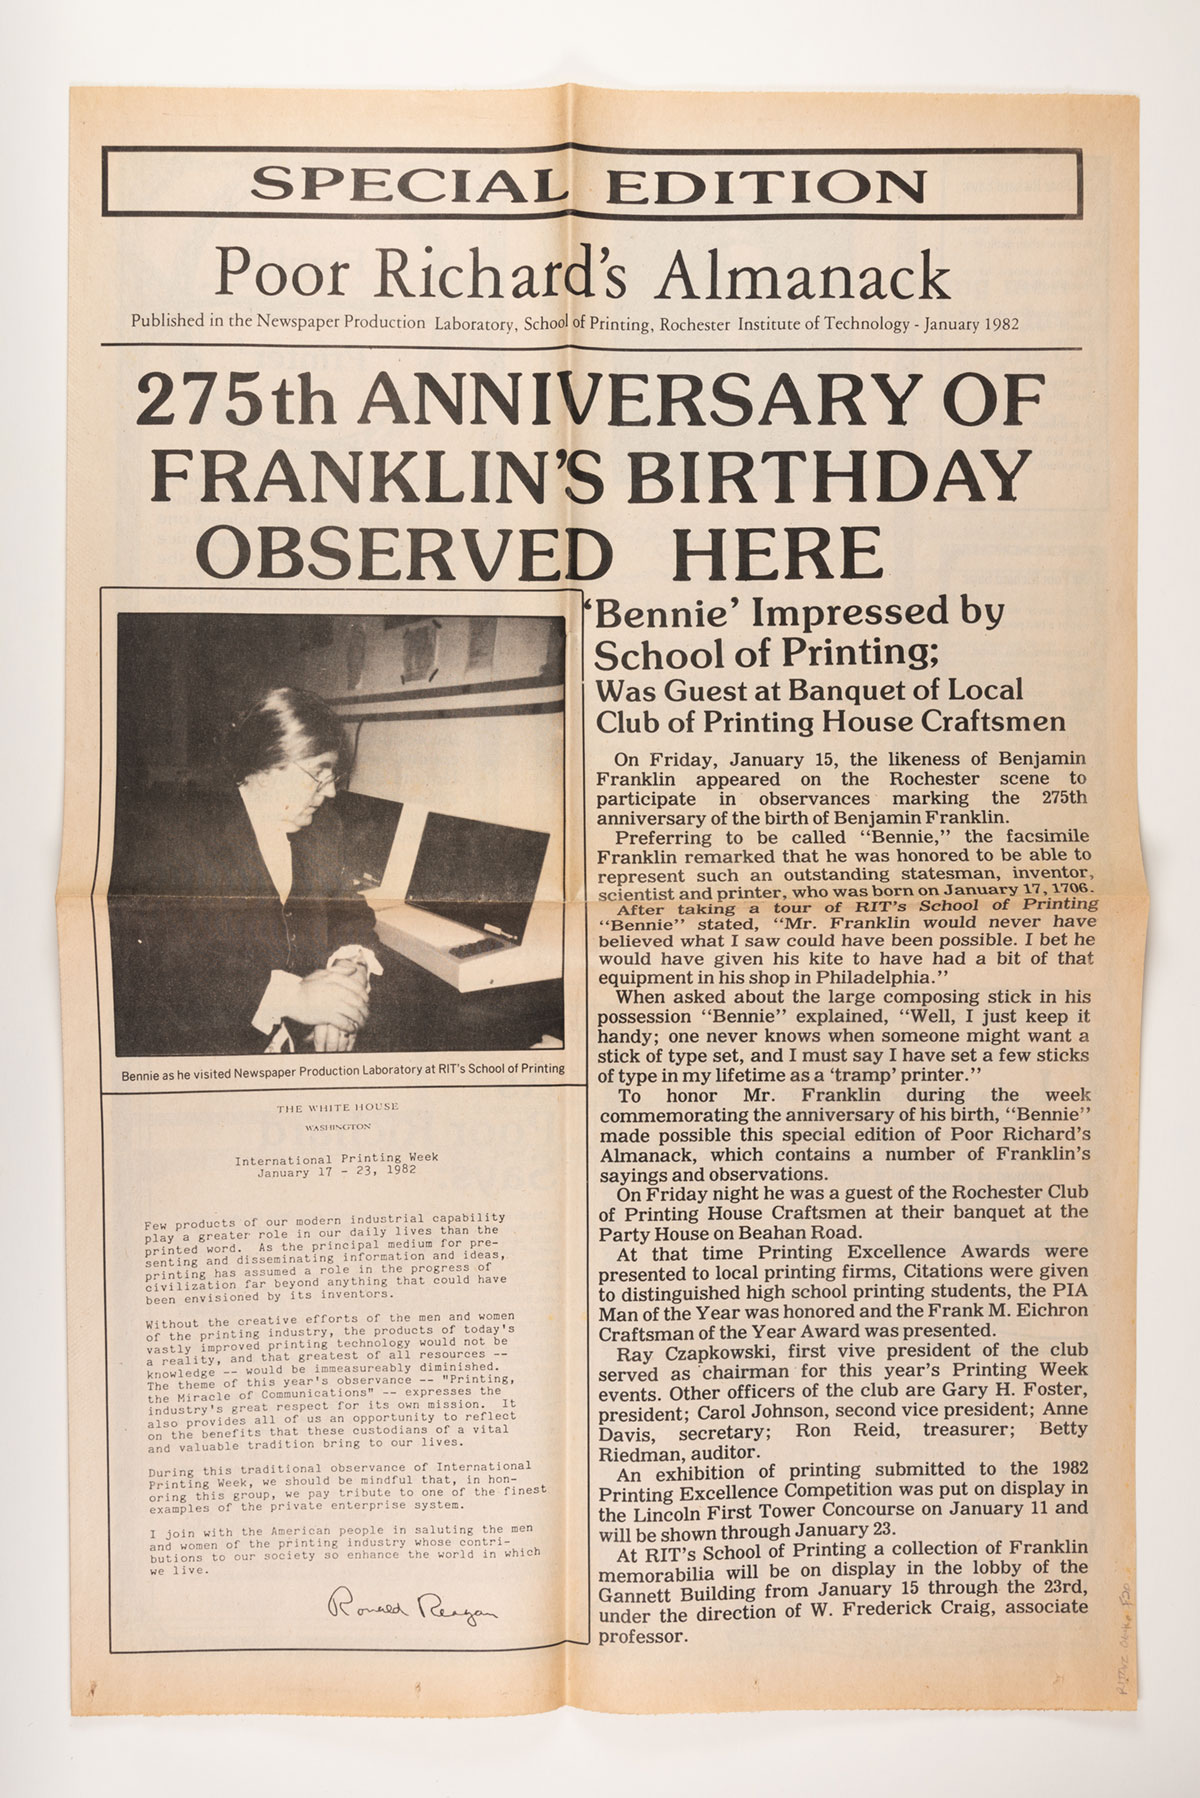 SPECIAL EDITION
Poor Richard's Almanack
Published in the Newspaper Production Laboratory, School of Printing, Rochester Institute of Technology - January 1982
275th ANNIVERSARY OF
FRANKLIN'S BIRTHDAY
OBSERVED HERE
Bennie as he visited Newspaper Production Laboratory at RIT's School of Printing
THE WHITE HOUSE
WASHINGTON
International Printing Week
January 17 - 23, 1982
Few products of our modern industrial capability
play a greater role in our daily lives than the
printed word. As the principal medium for pre-
senting and disseminating information and ideas,
printing has assumed a role in the progress of
civilization far beyond anything that could have
been envisioned by its inventors.
Without the creative efforts of the men and women
of the printing industry, the products of today's
vastly improved printing technology would not be
a reality, and that greatest of all resources --
knowledge -- would be immeasureably diminished.
The theme of this year's observance -- "Printing,
the Miracle of Communications" -- expresses the
industry's great respect for its own mission. It
also provides all of us an opportunity to reflect
on the benefits that these custodians of a vital
and valuable tradition bring to our lives.
During this traditional observance of International
Printing Week, we should be mindful that, in hon-
oring this group, we pay tribute to one of the finest
examples of the private enterprise system.
I join with the American people in saluting the men
and women of the printing industry whose contri-
butions to our society so enhance the world in which
we live.
Ronald Reagan
'Bennie' Impressed by
School of Printing;
Was Guest at Banquet of Local
Club of Printing House Craftsmen
On Friday, January 15, the likeness of Benjamin
Franklin appeared on the Rochester scene to
participate in observances marking the 275th
anniversary of the birth of Benjamin Franklin.
Preferring to be called "Bennie," the facsimile
Franklin remarked that he was honored to be able to
represent such an outstanding statesman, inventor,
scientist and printer, who was born on January 17, 1706.
After taking a tour of RIT's School of Printing
"Bennie" stated, "Mr. Franklin would never have
believed what I saw could have been possible. I bet he
would have given his kite to have had a bit of that
equipment in his shop in Philadelphia."
When asked about the large composing stick in his
possession "Bennie" explained, "Well, I just keep it
handy; one never knows when someone might want a
stick of type set, and I must say I have set a few sticks
of type in my lifetime as a 'tramp' printer."
To honor Mr. Franklin during the week
commemorating the anniversary of his birth, "Bennie"
made possible this special edition of Poor Richard's
Almanack, which contains a number of Franklin's
sayings and observations.
On Friday night he was a guest of the Rochester Club
of Printing House Craftsmen at their banquet at the
Party House on Beahan Road.
At that time Printing Excellence Awards were
presented to local printing firms, Citations were given
to distinguished high school printing students, the PIA
Man of the Year was honored and the Frank M. Eichron
Craftsman of the Year Award was presented.
Ray Czapkowski, first vive president of the club
served as chairman for this year's Printing Week
events. Other officers of the club are Gary H. Foster,
president; Carol Johnson, second vice president; Anne
Davis, secretary; Ron Reid, treasurer; Betty
Riedman, auditor.
An exhibition of printing submitted to the 1982
Printing Excellence Competition was put on display in
the Lincoln First Tower Concourse on January 11 and
will be shown through January 23.
At RIT's School of Printing a collection of Franklin
memorabilia will be on display in the lobby of the
Gannett Building from January 15 through the 23rd,
under the direction of W. Frederick Craig, associate
professor.